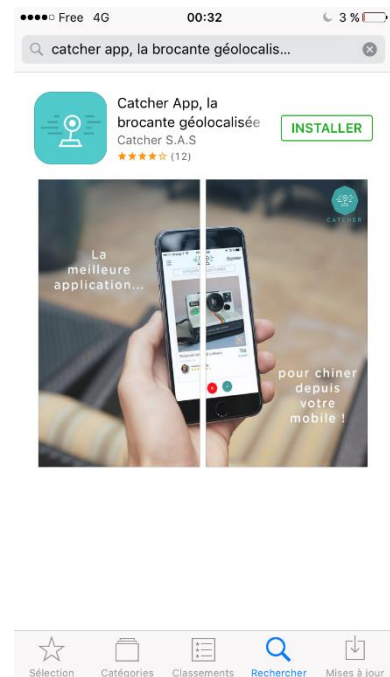 Free 4G 00:32 3 %
catcher app, la brocante géolocalis...
Catcher App, la
brocante géolocalisée
Catcher S.A.S
(12)
INSTALLER
La
meilleure
application...
CATCHER
pour chiner
depuis
votre
mobile !
Sélection Catégories Classements Rechercher Mises à jour